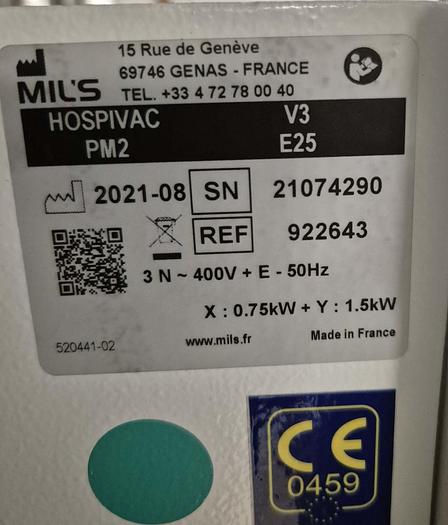 15 Rue de Genève
69746 GENAS - FRANCE
MIL'S TEL. +33 4 72 78 00 40
HOSPIVAC V3
PM2 E25
2021-08 SN 21074290
REF 922643
3 N ~ 400V + E - 50Hz
X : 0.75kW + Y : 1.5kW
520441-02 www.mils.fr Made in France
CE
0459